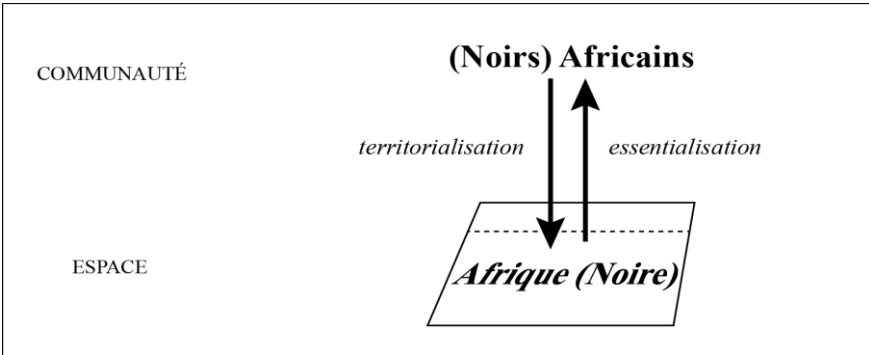 (Noirs) Africains
COMMUNAUTÉ
territorialisation essentialisation
ESPACE
Afrique (Noire)